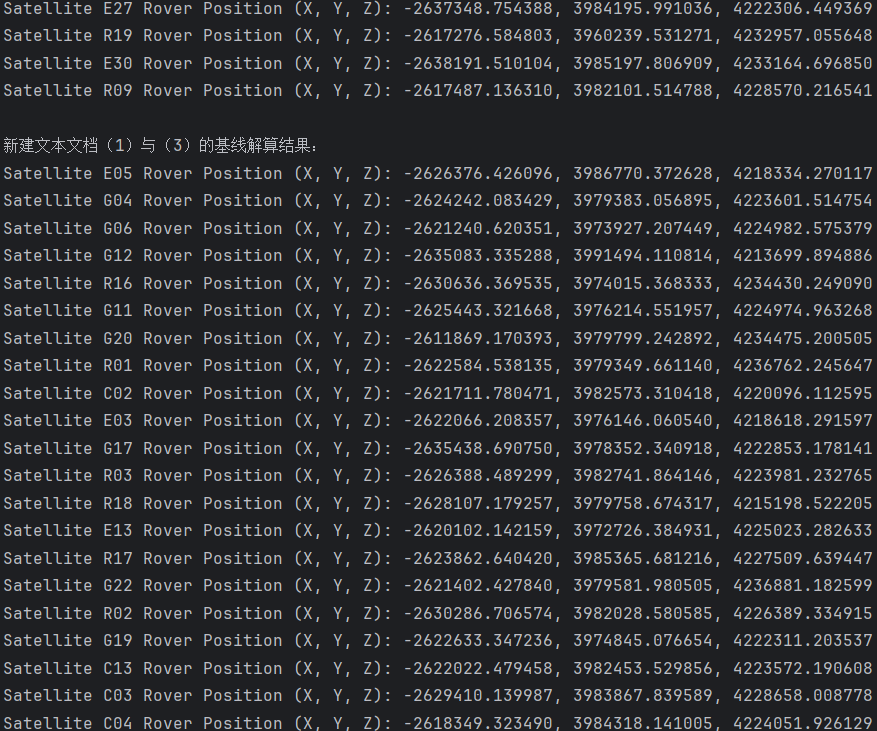 Satellite E27 Rover Position (X, Y, Z): -2637348.754388, 3984195.991036, 4222306.449369
Satellite R19 Rover Position (X, Y, Z): -2617276.584803, 3960239.531271, 4232957.055648
Satellite E30 Rover Position (X, Y, Z): -2638191.510104, 3985197.806909, 4233164.696850
Satellite R09 Rover Position (X, Y, Z): -2617487.136310, 3982101.514788, 4228570.216541
新建文本文档（1）与（3）的基线解算结果：
Satellite E05 Rover Position (X, Y, Z): -2626376.426096, 3986770.372628, 4218334.270117
Satellite G04 Rover Position (X, Y, Z): -2624242.083429, 3979383.056895, 4223601.514754
Satellite G06 Rover Position (X, Y, Z): -2621240.620351, 3973927.207449, 4224982.575379
Satellite G12 Rover Position (X, Y, Z): -2635083.335288, 3991494.110814, 4213699.894886
Satellite R16 Rover Position (X, Y, Z): -2630636.369535, 3974015.368333, 4234430.249090
Satellite G11 Rover Position (X, Y, Z): -2625443.321668, 3976214.551957, 4224974.963268
Satellite G20 Rover Position (X, Y, Z): -2611869.170393, 3979799.242892, 4234475.200505
Satellite R01 Rover Position (X, Y, Z): -2622584.538135, 3979349.661140, 4236762.245647
Satellite C02 Rover Position (X, Y, Z): -2621711.780471, 3982573.310418, 4220096.112595
Satellite E03 Rover Position (X, Y, Z): -2622066.208357, 3976146.060540, 4218618.291597
Satellite G17 Rover Position (X, Y, Z): -2635438.690750, 3978352.340918, 4222853.178141
Satellite R03 Rover Position (X, Y, Z): -2626388.489299, 3982741.864146, 4223981.232765
Satellite R18 Rover Position (X, Y, Z): -2628107.179257, 3979758.674317, 4215198.522205
Satellite E13 Rover Position (X, Y, Z): -2620102.142159, 3972726.384931, 4225023.282633
Satellite R17 Rover Position (X, Y, Z): -2623862.640420, 3985365.681216, 4227509.639447
Satellite G22 Rover Position (X, Y, Z): -2621402.427840, 3979581.980505, 4236881.182599
Satellite R02 Rover Position (X, Y, Z): -2630286.706574, 3982028.580585, 4226389.334915
Satellite G19 Rover Position (X, Y, Z): -2622633.347236, 3974845.076654, 4222311.203537
Satellite C13 Rover Position (X, Y, Z): -2622022.479458, 3982453.529856, 4223572.190608
Satellite C03 Rover Position (X, Y, Z): -2629410.139987, 3983867.839589, 4228658.008778
Satellite C04 Rover Position (X, Y, Z): -2618349.323490, 3984318.141005, 4224051.926129